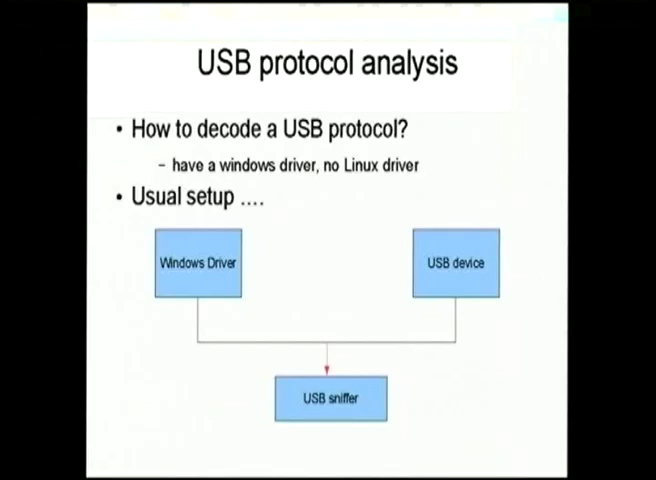 USB protocol analysis
• How to decode a USB protocol?
– have a windows driver, no Linux driver
• Usual setup ....
Windows Driver
USB device
USB sniffer